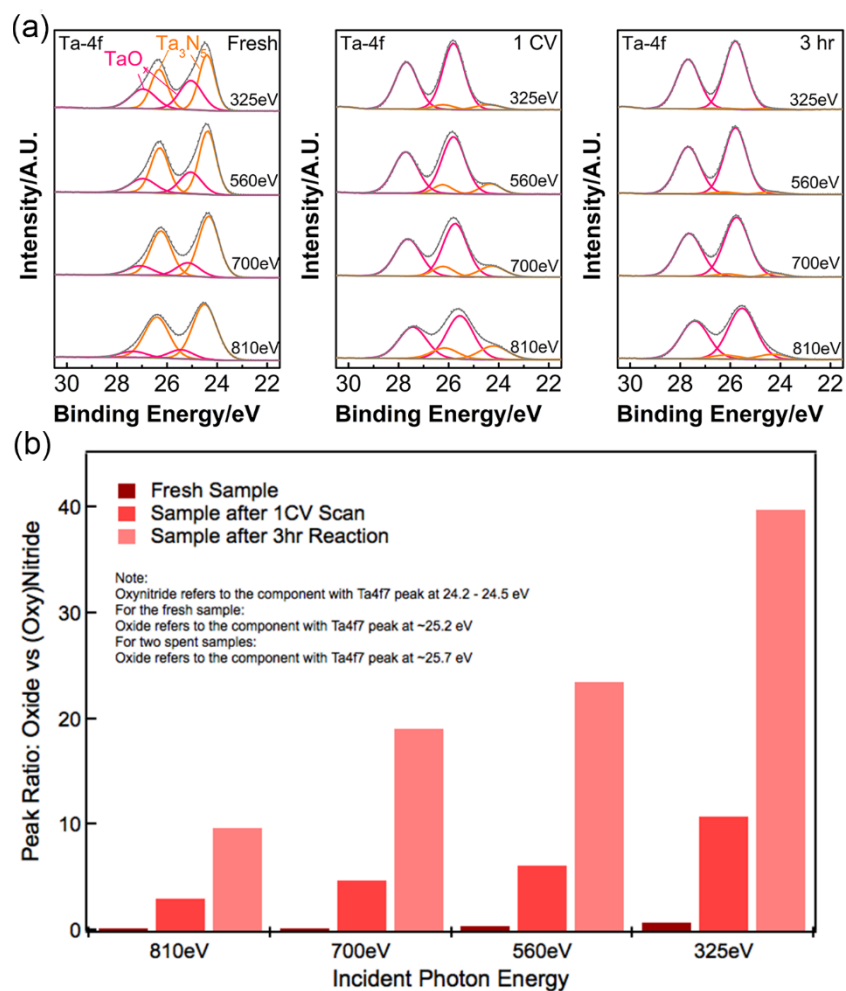 (a)
Ta-4f Fresh
TaOx Ta3N5
325eV
560eV
700eV
810eV
30 28 26 24 22
Binding Energy/eV
Intensity/A.U.
Ta-4f 1 CV
325eV
560eV
700eV
810eV
30 28 26 24 22
Binding Energy/eV
Intensity/A.U.
Ta-4f 3 hr
325eV
560eV
700eV
810eV
30 28 26 24 22
Binding Energy/eV
Intensity/A.U.
(b)
Peak Ratio: Oxide vs (Oxy)Nitride
40
30
20
10
0
Fresh Sample
Sample after 1CV Scan
Sample after 3hr Reaction
Note:
Oxynitride refers to the component with Ta4f7 peak at 24.2 - 24.5 eV
For the fresh sample:
Oxide refers to the component with Ta4f7 peak at ~25.2 eV
For two spent samples:
Oxide refers to the component with Ta4f7 peak at ~25.7 eV
810eV 700eV 560eV 325eV
Incident Photon Energy